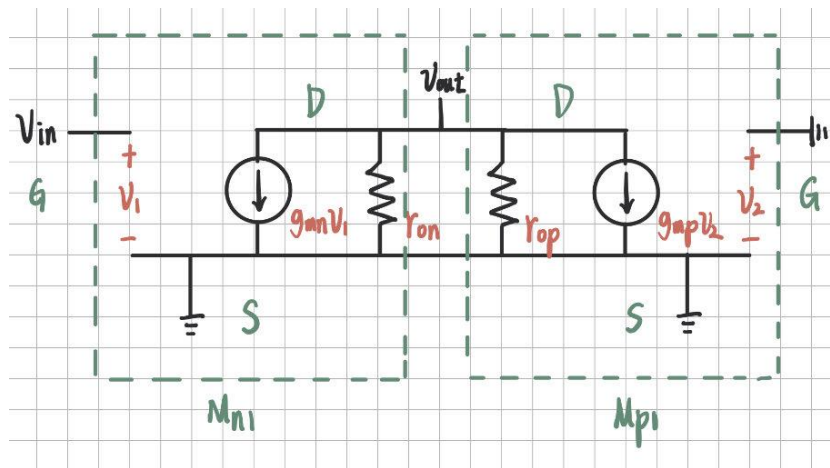 Vout
D D
Vin
G
+
V1
-
gmnV1
ron
rop
gmpV2
+
V2
-
G
S S
Mn1 Mp1